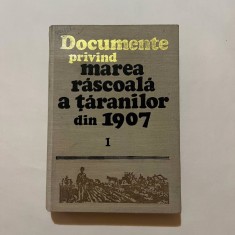 Documente
privind
marea
răscoală
a țăranilor
din 1907
I